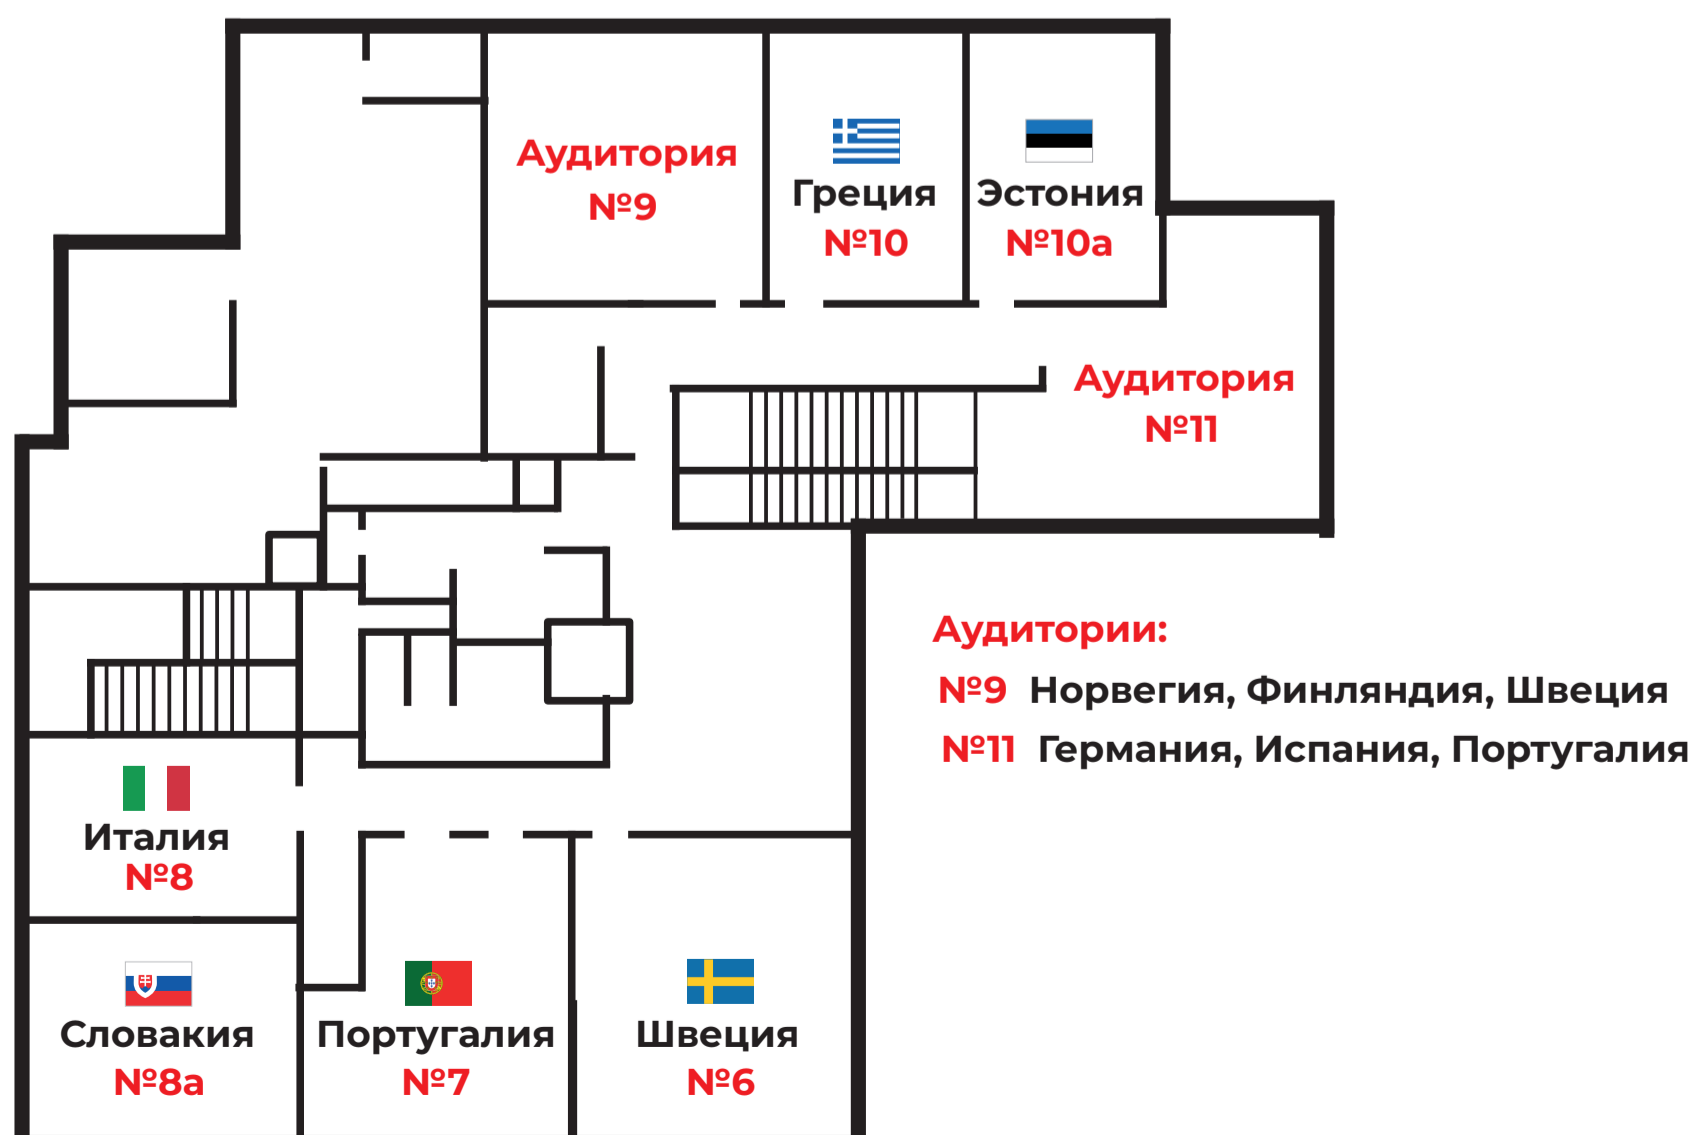 Аудитория
№9
Греция
№10
Эстония
№10а
Аудитория
№11
Аудитории:
№9 Норвегия, Финляндия, Швеция
№11 Германия, Испания, Португалия
Италия
№8
Словакия
№8а
Португалия
№7
Швеция
№6